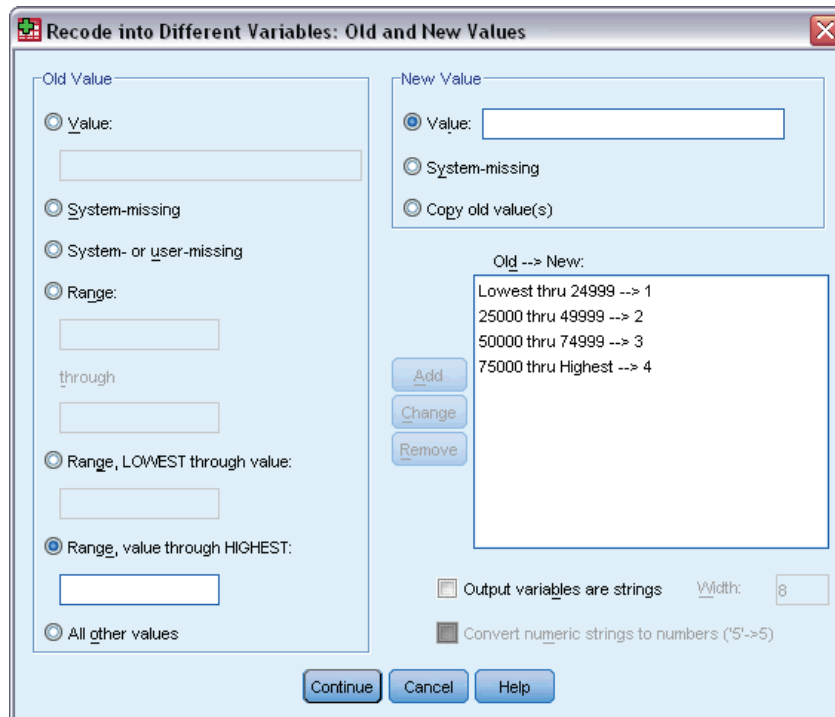 Recode into Different Variables: Old and New Values
Old Value
Value:
System-missing
System- or user-missing
Range:
through
Range, LOWEST through value:
Range, value through HIGHEST:
All other values
New Value
Value:
System-missing
Copy old value(s)
Old --> New:
Lowest thru 24999 --> 1
25000 thru 49999 --> 2
50000 thru 74999 --> 3
75000 thru Highest --> 4
Add
Change
Remove
Output variables are strings Width: 8
Convert numeric strings to numbers ('5'->5)
Continue Cancel Help